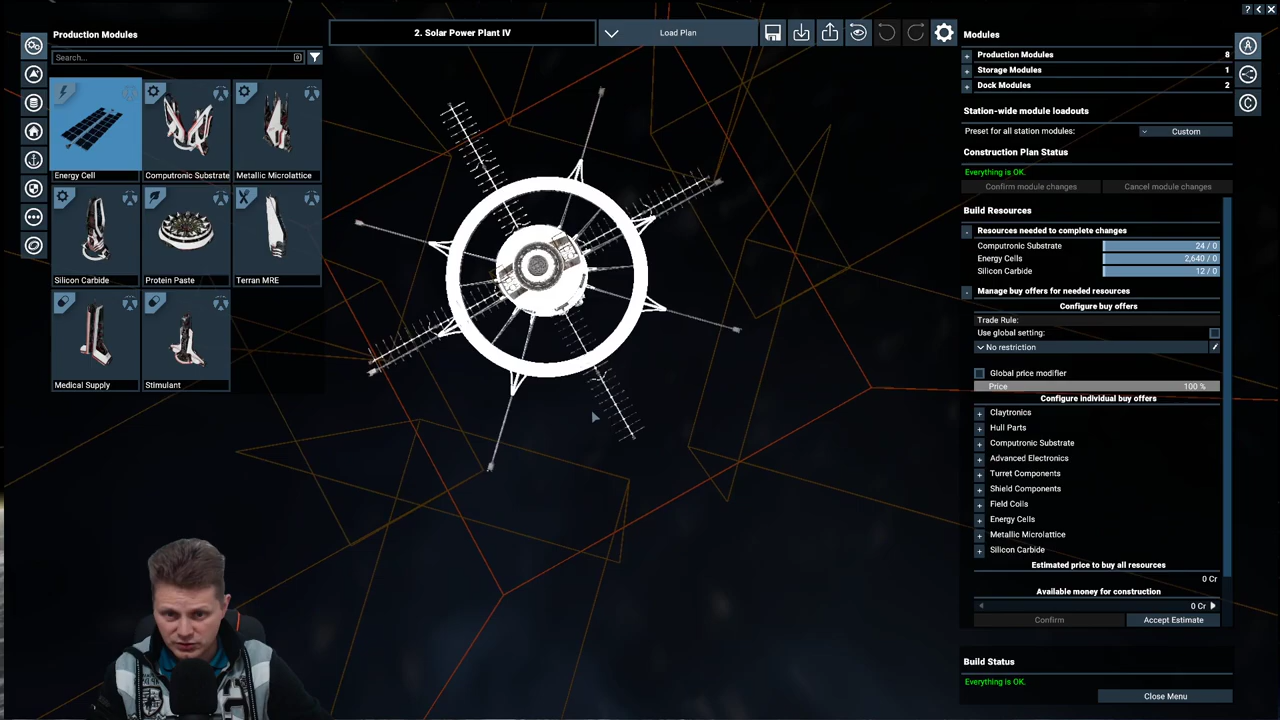 Production Modules
Search...
Energy Cell
Computronic Substrate
Metallic Microlattice
Silicon Carbide
Protein Paste
Terran MRE
Medical Supply
Stimulant
2. Solar Power Plant IV
Load Plan
?
Modules
Production Modules 8
Storage Modules 1
Dock Modules 2
Station-wide module loadouts
Preset for all station modules: Custom
Construction Plan Status
Everything is OK.
Confirm module changes Cancel module changes
Build Resources
Resources needed to complete changes
Computronic Substrate 24 / 0
Energy Cells 2,640 / 0
Silicon Carbide 12 / 0
Manage buy offers for needed resources
Configure buy offers
Trade Rule:
Use global setting:
No restriction
Global price modifier
Price 100 %
Configure individual buy offers
Claytronics
Hull Parts
Computronic Substrate
Advanced Electronics
Turret Components
Shield Components
Field Coils
Energy Cells
Metallic Microlattice
Silicon Carbide
Estimated price to buy all resources
0 Cr
Available money for construction
0 Cr
Confirm Accept Estimate
Build Status
Everything is OK.
Close Menu